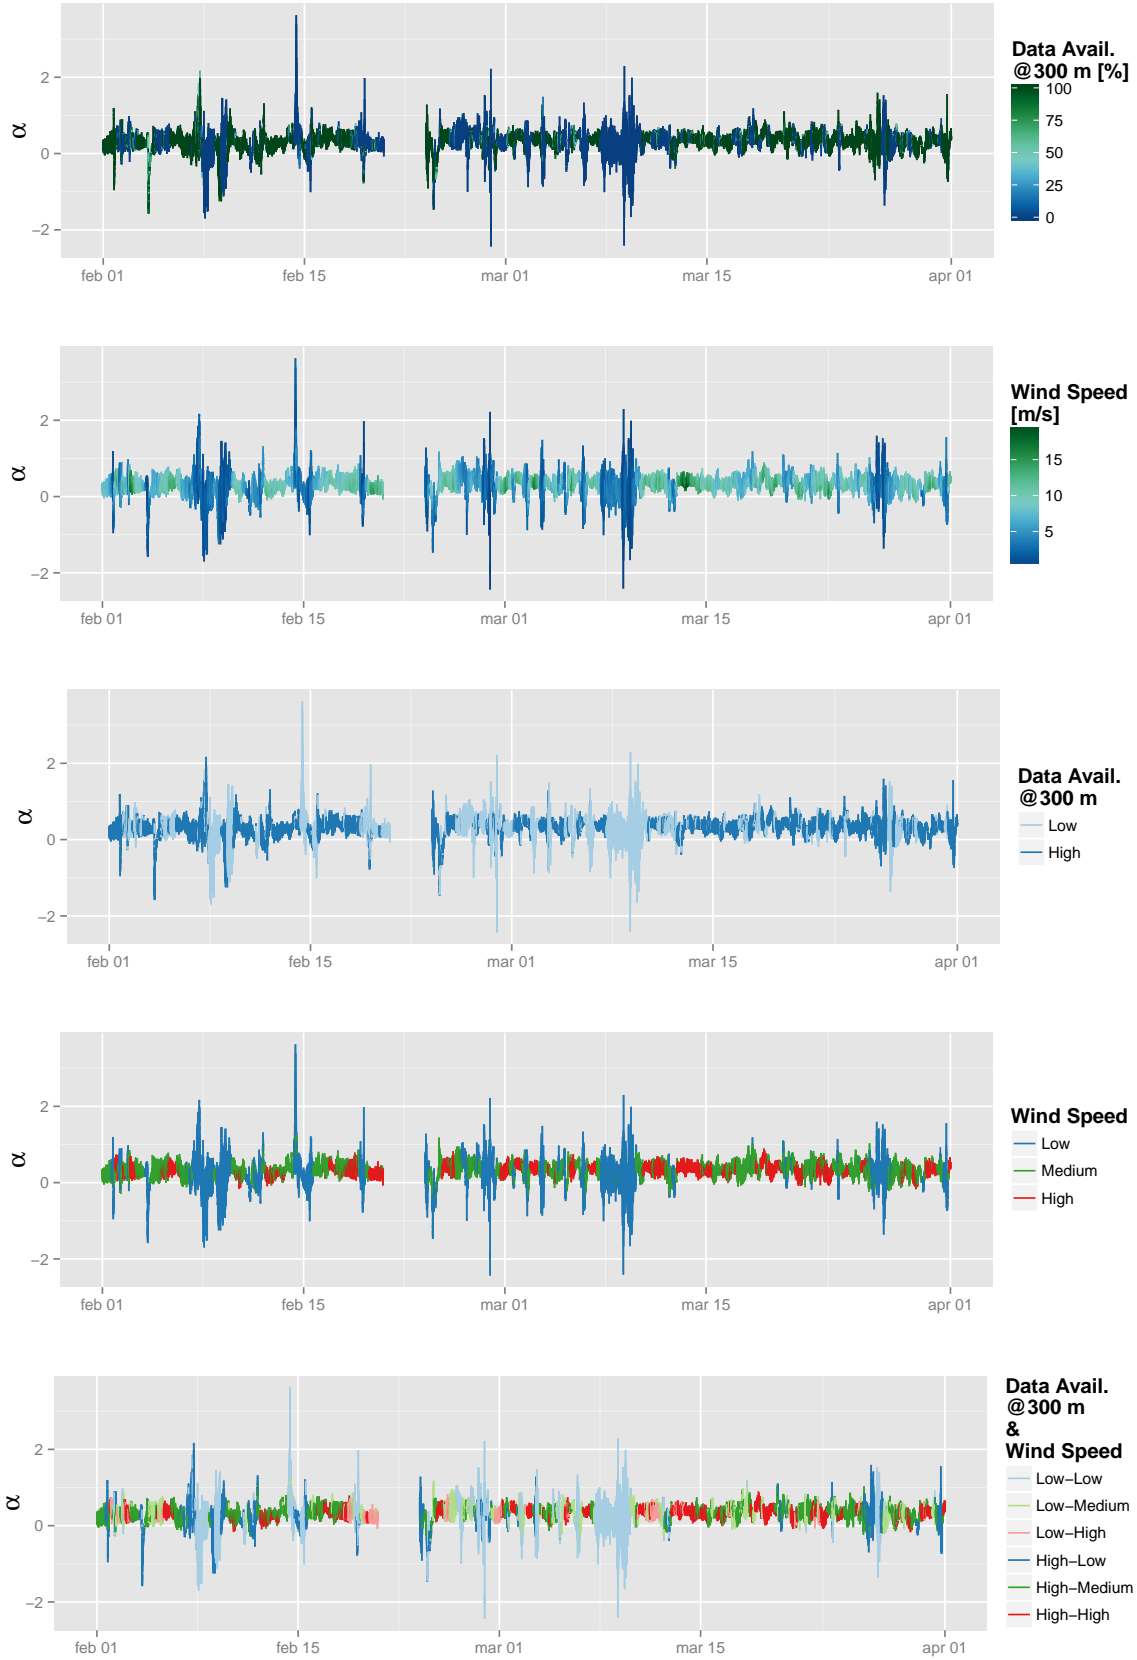 Data Avail.
@300 m [%]
100
75
50
25
0
2
0
−2
α
feb 01
feb 15
mar 01
mar 15
apr 01
Wind Speed
[m/s]
15
10
5
2
0
−2
α
feb 01
feb 15
mar 01
mar 15
apr 01
Data Avail.
@300 m
Low
High
2
0
−2
α
feb 01
feb 15
mar 01
mar 15
apr 01
Wind Speed
Low
Medium
High
2
0
−2
α
feb 01
feb 15
mar 01
mar 15
apr 01
Data Avail.
@300 m
&
Wind Speed
Low−Low
Low−Medium
Low−High
High−Low
High−Medium
High−High
2
0
−2
α
feb 01
feb 15
mar 01
mar 15
apr 01